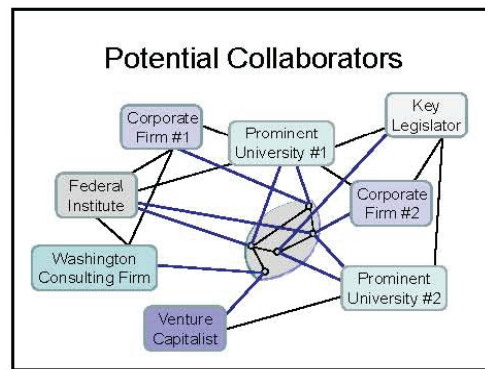 Potential Collaborators
Corporate
Firm #1
Prominent
University #1
Key
Legislator
Federal
Institute
Corporate
Firm #2
Washington
Consulting Firm
Prominent
University #2
Venture
Capitalist